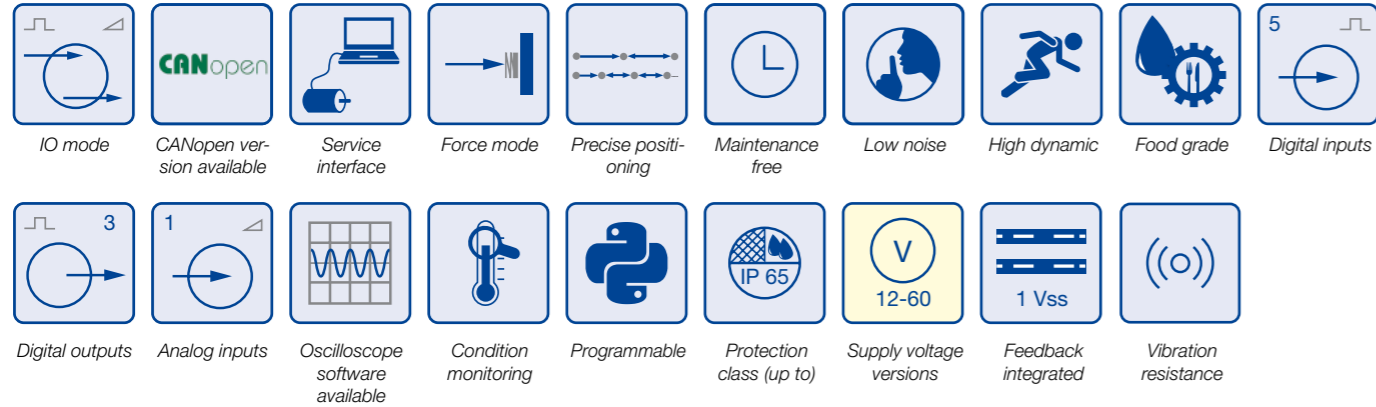 CANopen
5
IO mode
CANopen ver-
sion available
Service
interface
Force mode
Precise positi-
oning
Maintenance
free
Low noise
High dynamic
Food grade
Digital inputs
3
1
IP 65
V
12-60
1 Vss
Digital outputs
Analog inputs
Oscilloscope
software
available
Condition
monitoring
Programmable
Protection
class (up to)
Supply voltage
versions
Feedback
integrated
Vibration
resistance